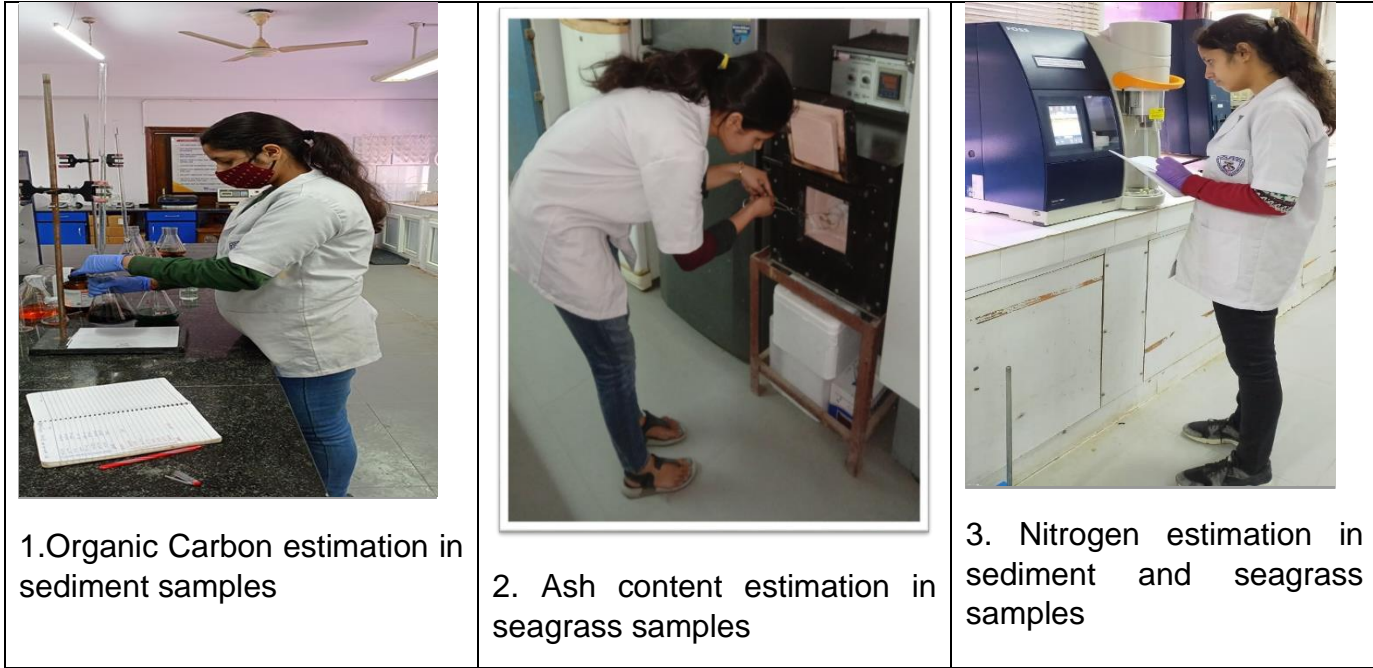 FOSS
1.Organic Carbon estimation in
sediment samples
2. Ash content estimation in
seagrass samples
3. Nitrogen estimation in
sediment and seagrass
samples